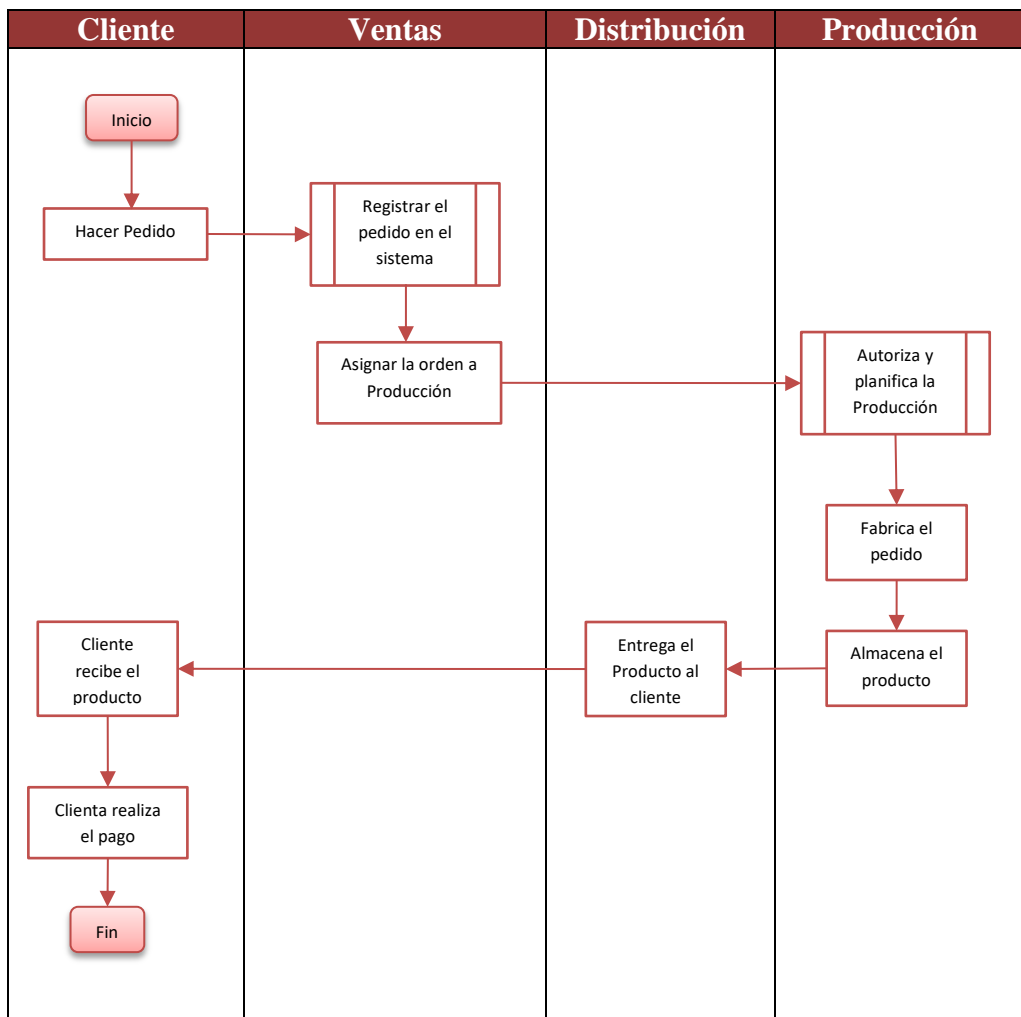 Cliente
Ventas
Distribución
Producción
Inicio
Hacer Pedido
Registrar el
pedido en el
sistema
Asignar la orden a
Producción
Autoriza y
planifica la
Producción
Fabrica el
pedido
Almacena el
producto
Entrega el
Producto al
cliente
Cliente
recibe el
producto
Clienta realiza
el pago
Fin